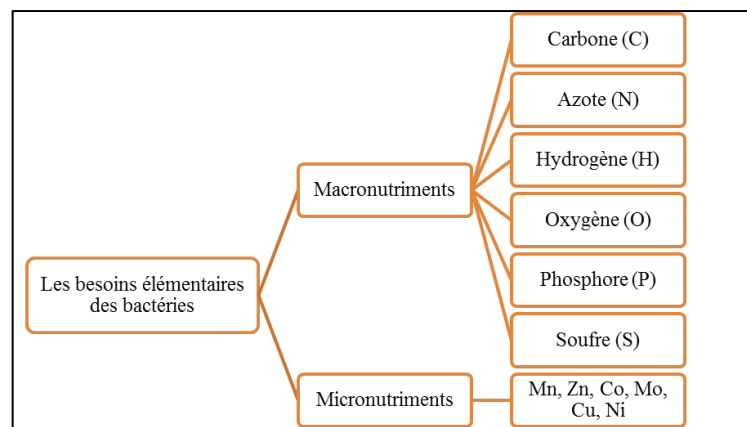 Les besoins élémentaires
des bactéries
Macronutriments
Carbone (C)
Azote (N)
Hydrogène (H)
Oxygène (O)
Phosphore (P)
Soufre (S)
Micronutriments
Mn, Zn, Co, Mo,
Cu, Ni